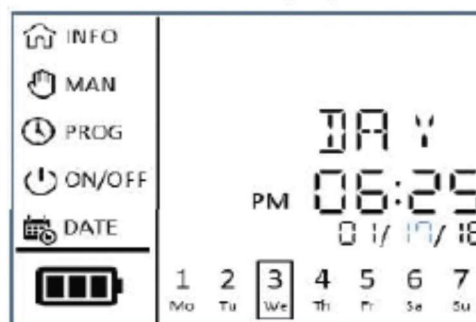 INFO
MAN
PROG
ON/OFF
DATE
DAY
PM 06:25
01/17/18
1 2 3 4 5 6 7
Mo Tu We Th Fr Sa Su